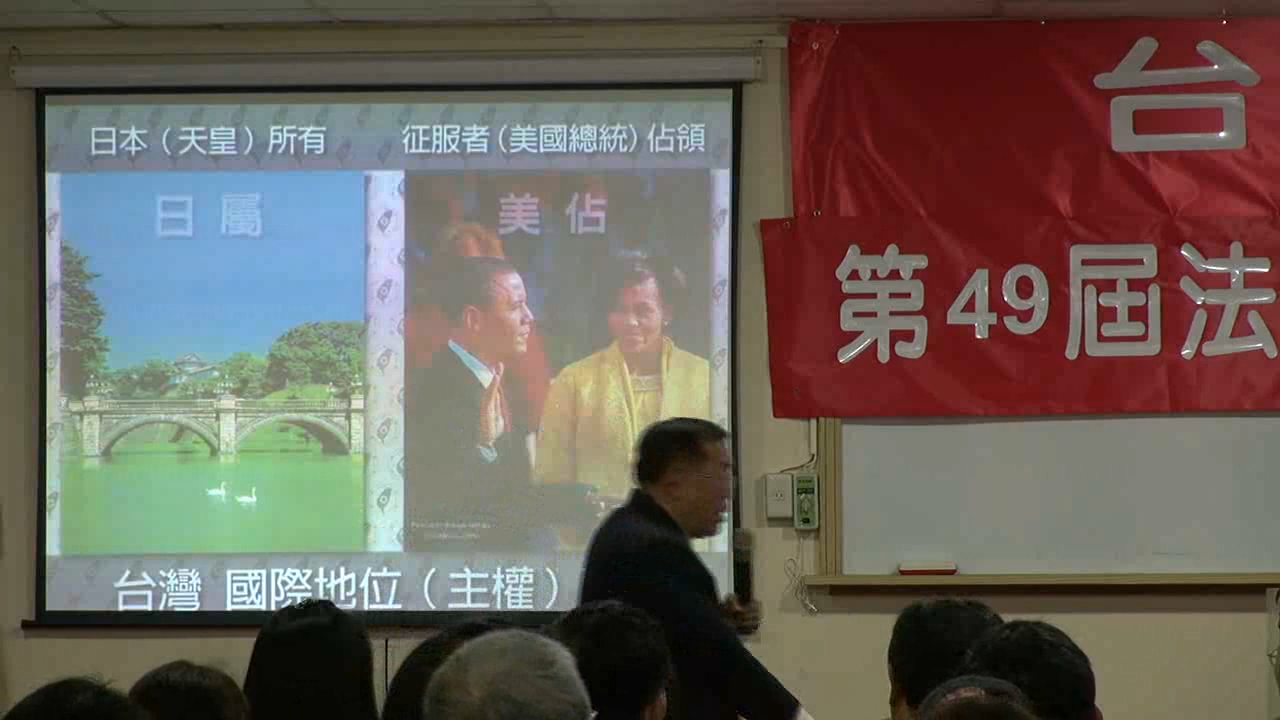 日本（天皇）所有
征服者（美國總統）佔領
日屬
美佔
台灣 國際地位（主權）
台
第49屆法